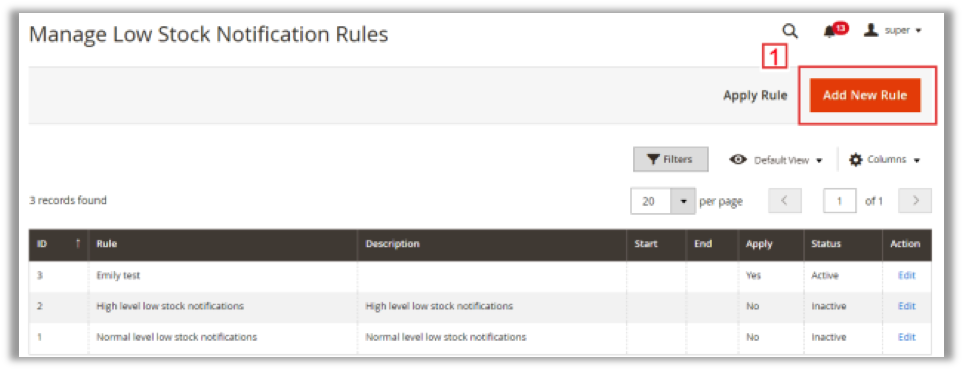 Manage Low Stock Notification Rules
13
super
1
Apply Rule
Add New Rule
Filters
Default View
Columns
3 records found
20 per page
1 of 1
ID ↑ Rule Description Start End Apply Status Action
3 Emily test Yes Active Edit
2 High level low stock notifications High level low stock notifications No Inactive Edit
1 Normal level low stock notifications Normal level low stock notifications No Inactive Edit